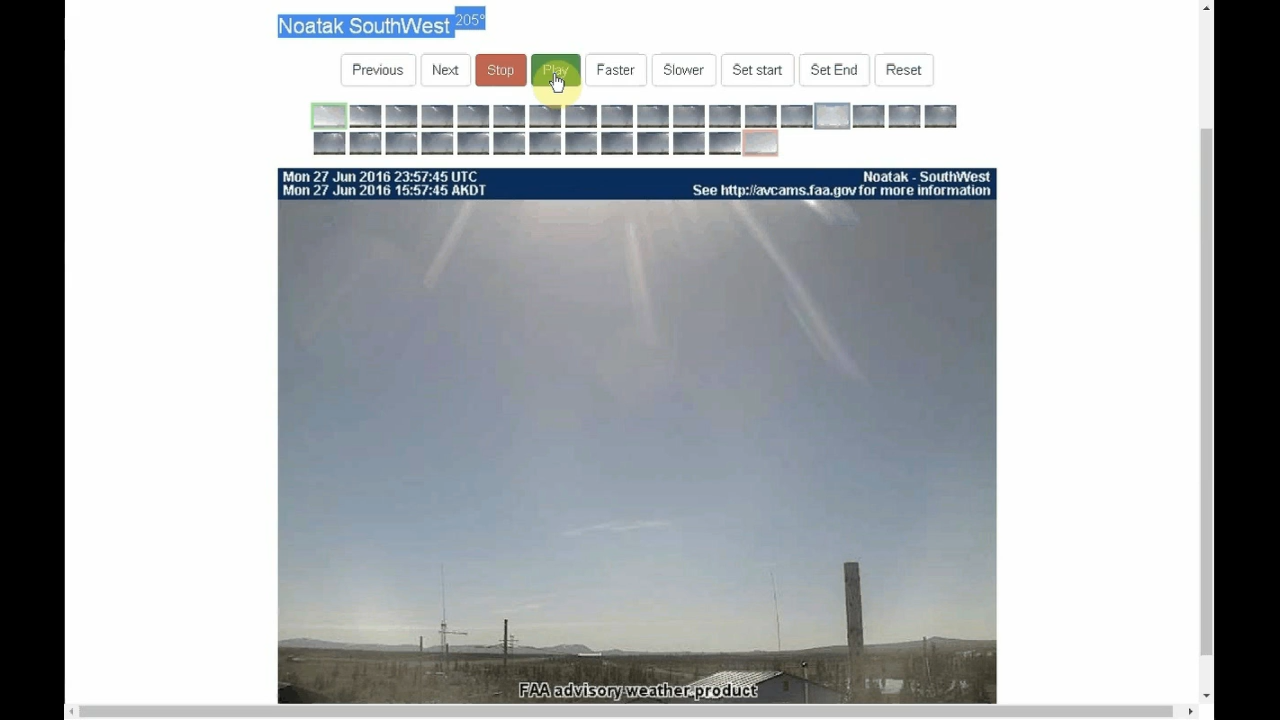 Noatak SouthWest 205°
Previous Next Stop Play Faster Slower Set start Set End Reset
Mon 27 Jun 2016 23:57:45 UTC Noatak - SouthWest
Mon 27 Jun 2016 15:57:45 AKDT See http://avcams.faa.gov for more information
FAA advisory weather product